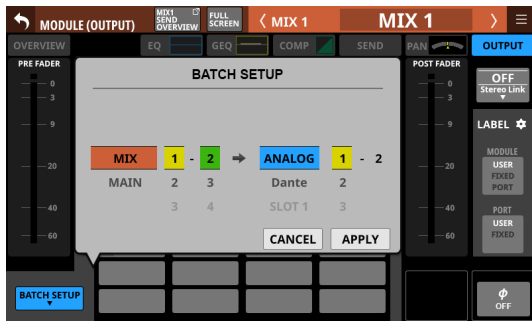 MODULE (OUTPUT)
MIX1
SEND
OVERVIEW
FULL
SCREEN
MIX 1
MIX 1
OVERVIEW
EQ
GEQ
COMP
SEND
PAN
OUTPUT
PRE FADER
0
3
9
20
40
60
BATCH SETUP
MIX 1 - 2 ANALOG 1 - 2
MAIN 2 3 Dante 2
3 4 SLOT 1 3
CANCEL APPLY
POST FADER
0
3
9
20
40
60
OFF
Stereo Link
LABEL
MODULE
USER
FIXED
PORT
PORT
USER
FIXED
BATCH SETUP
ϕ
OFF